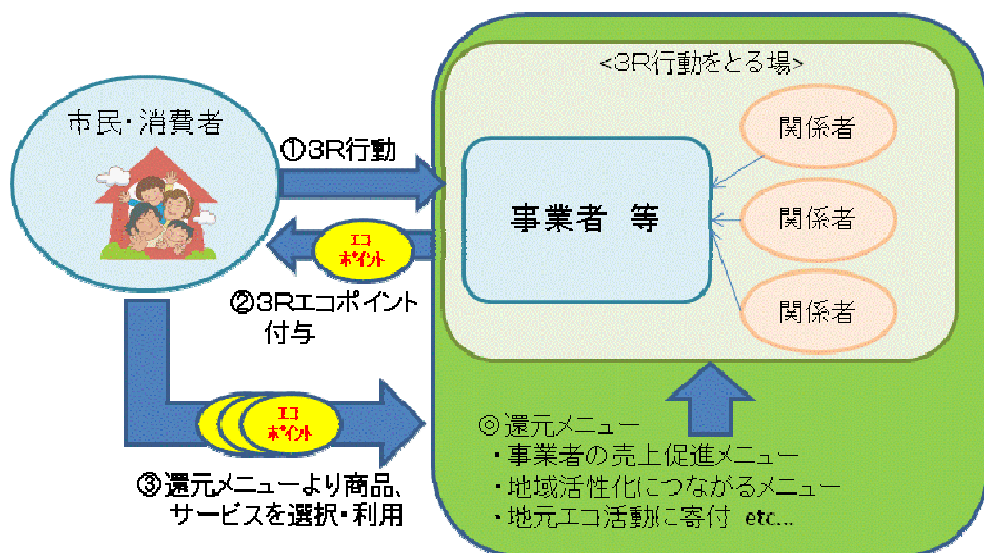 市民・消費者
①3R行動
エコ
ポイント
②3Rエコポイント
付与
エコ
ポイント
③還元メニューより商品、
サービスを選択・利用
<3R行動をとる場>
事業者 等
関係者
関係者
関係者
◎還元メニュー
・事業者の売上促進メニュー
・地域活性化につながるメニュー
・地元エコ活動に寄付 etc...